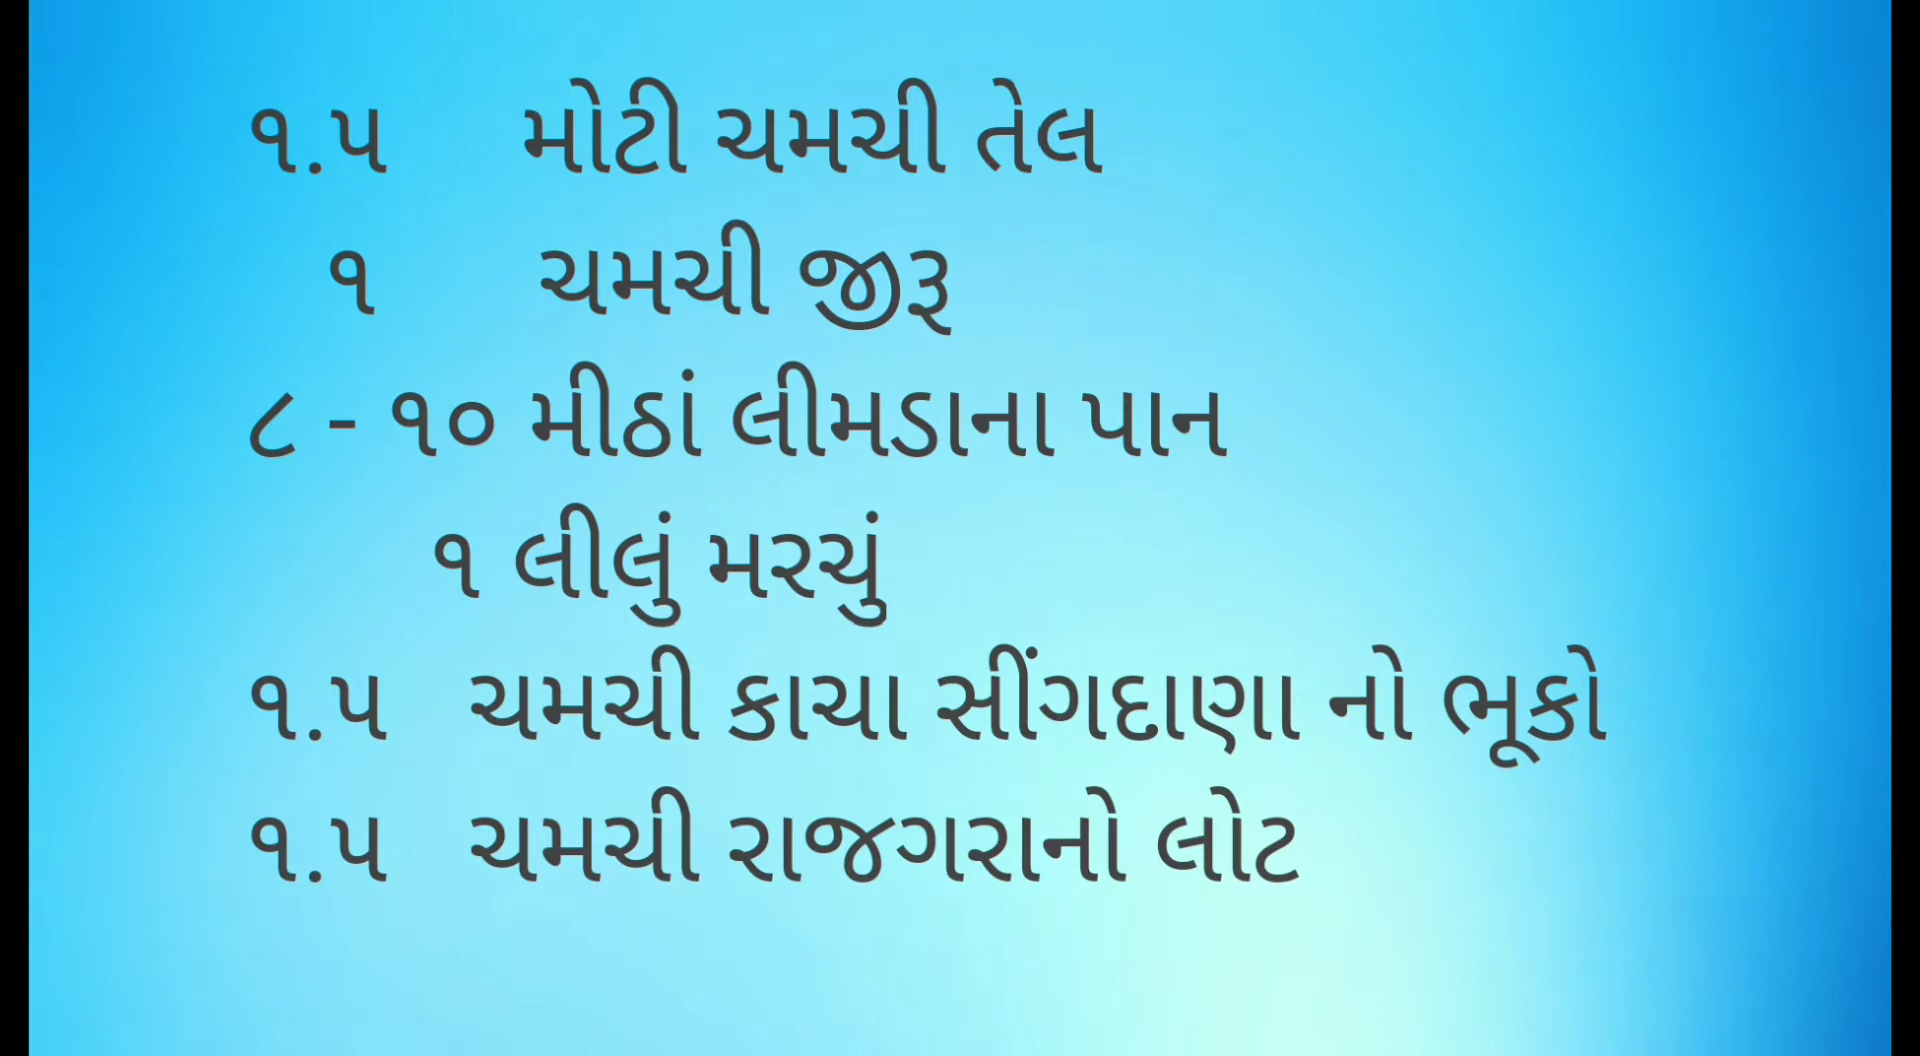 ૧.૫ મોટી ચમચી તેલ
૧ ચમચી જીરૂ
૮ - ૧૦ મીઠાં લીમડાના પાન
૧ લીલું મરચું
૧.૫ ચમચી કાચા સીંગદાણા નો ભૂકો
૧.૫ ચમચી રાજગરાનો લોટ